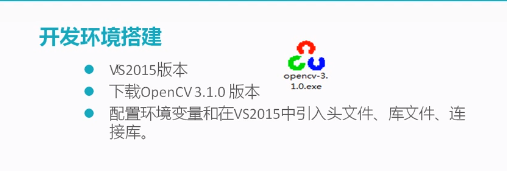 开发环境搭建
VS2015版本
下载OpenCV 3.1.0 版本
opencv-3.
1.0.exe
配置环境变量和在VS2015中引入头文件、库文件、连
接库。